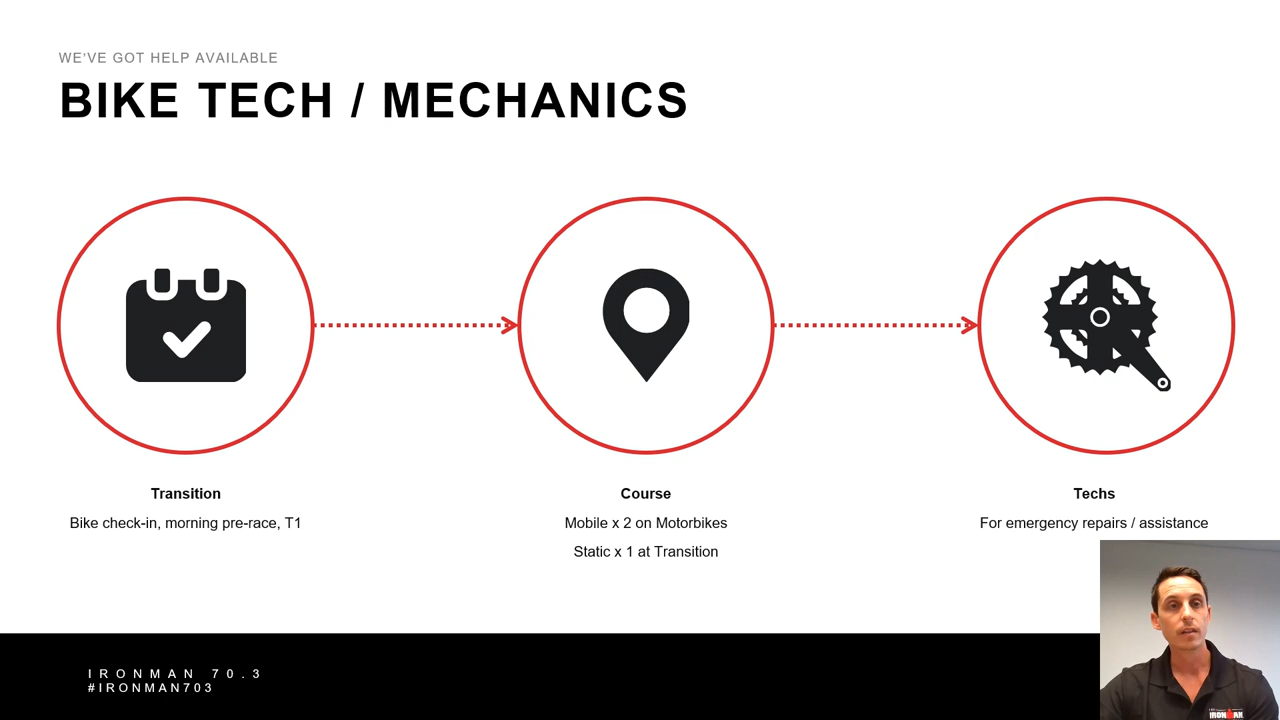 WE'VE GOT HELP AVAILABLE
BIKE TECH / MECHANICS
Transition
Bike check-in, morning pre-race, T1
Course
Mobile x 2 on Motorbikes
Static x 1 at Transition
Techs
For emergency repairs / assistance
IRONMAN 70.3
#IRONMAN703
IRONMAN